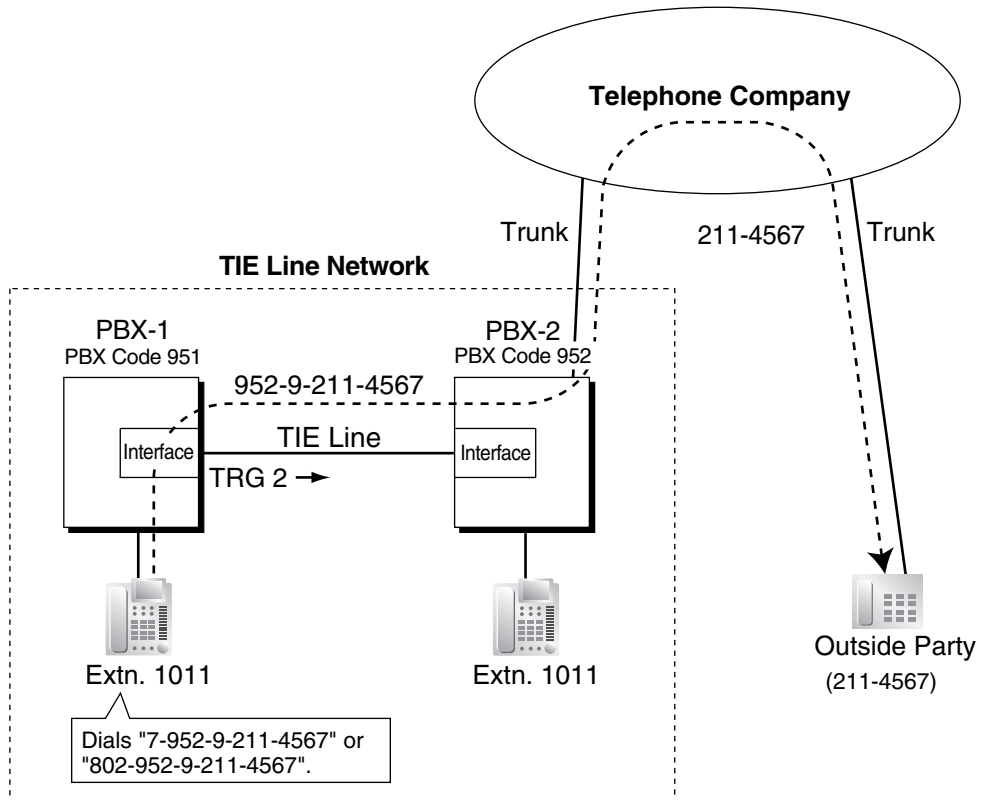 Telephone Company
Trunk
211-4567
Trunk
TIE Line Network
PBX-1
PBX Code 951
PBX-2
PBX Code 952
952-9-211-4567
Interface
TIE Line
Interface
TRG 2
Extn. 1011
Extn. 1011
Outside Party
(211-4567)
Dials "7-952-9-211-4567" or
"802-952-9-211-4567".